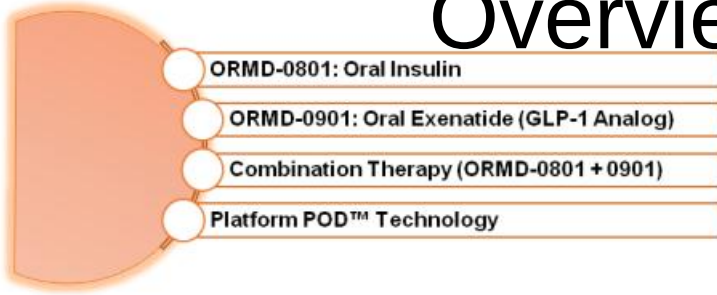 Overvie
ORMD-0801: Oral Insulin
ORMD-0901: Oral Exenatide (GLP-1 Analog)
Combination Therapy (ORMD-0801 + 0901)
Platform POD™ Technology